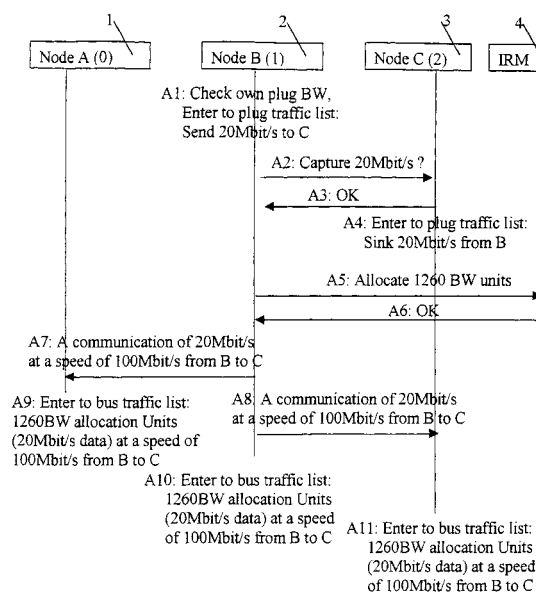 1
2
3
4
Node A (0)
Node B (1)
Node C (2)
IRM
A1: Check own plug BW,
Enter to plug traffic list:
Send 20Mbit/s to C
A2: Capture 20Mbit/s ?
A3: OK
A4: Enter to plug traffic list:
Sink 20Mbit/s from B
A5: Allocate 1260 BW units
A6: OK
A7: A communication of 20Mbit/s
at a speed of 100Mbit/s from B to C
A8: A communication of 20Mbit/s
at a speed of 100Mbit/s from B to C
A9: Enter to bus traffic list:
1260BW allocation Units
(20Mbit/s data) at a speed of
100Mbit/s from B to C
A10: Enter to bus traffic list:
1260BW allocation Units
(20Mbit/s data) at a speed
of 100Mbit/s from B to C
A11: Enter to bus traffic list:
1260BW allocation Units
(20Mbit/s data) at a speed
of 100Mbit/s from B to C